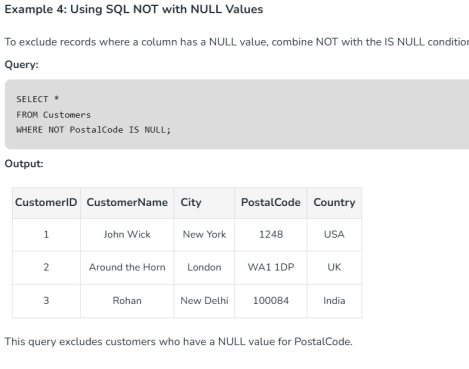 Example 4: Using SQL NOT with NULL Values
To exclude records where a column has a NULL value, combine NOT with the IS NULL condition
Query:
SELECT *
FROM Customers
WHERE NOT PostalCode IS NULL;
Output:
CustomerID CustomerName City PostalCode Country
1 John Wick New York 1248 USA
2 Around the Horn London WA1 1DP UK
3 Rohan New Delhi 100084 India
This query excludes customers who have a NULL value for PostalCode.